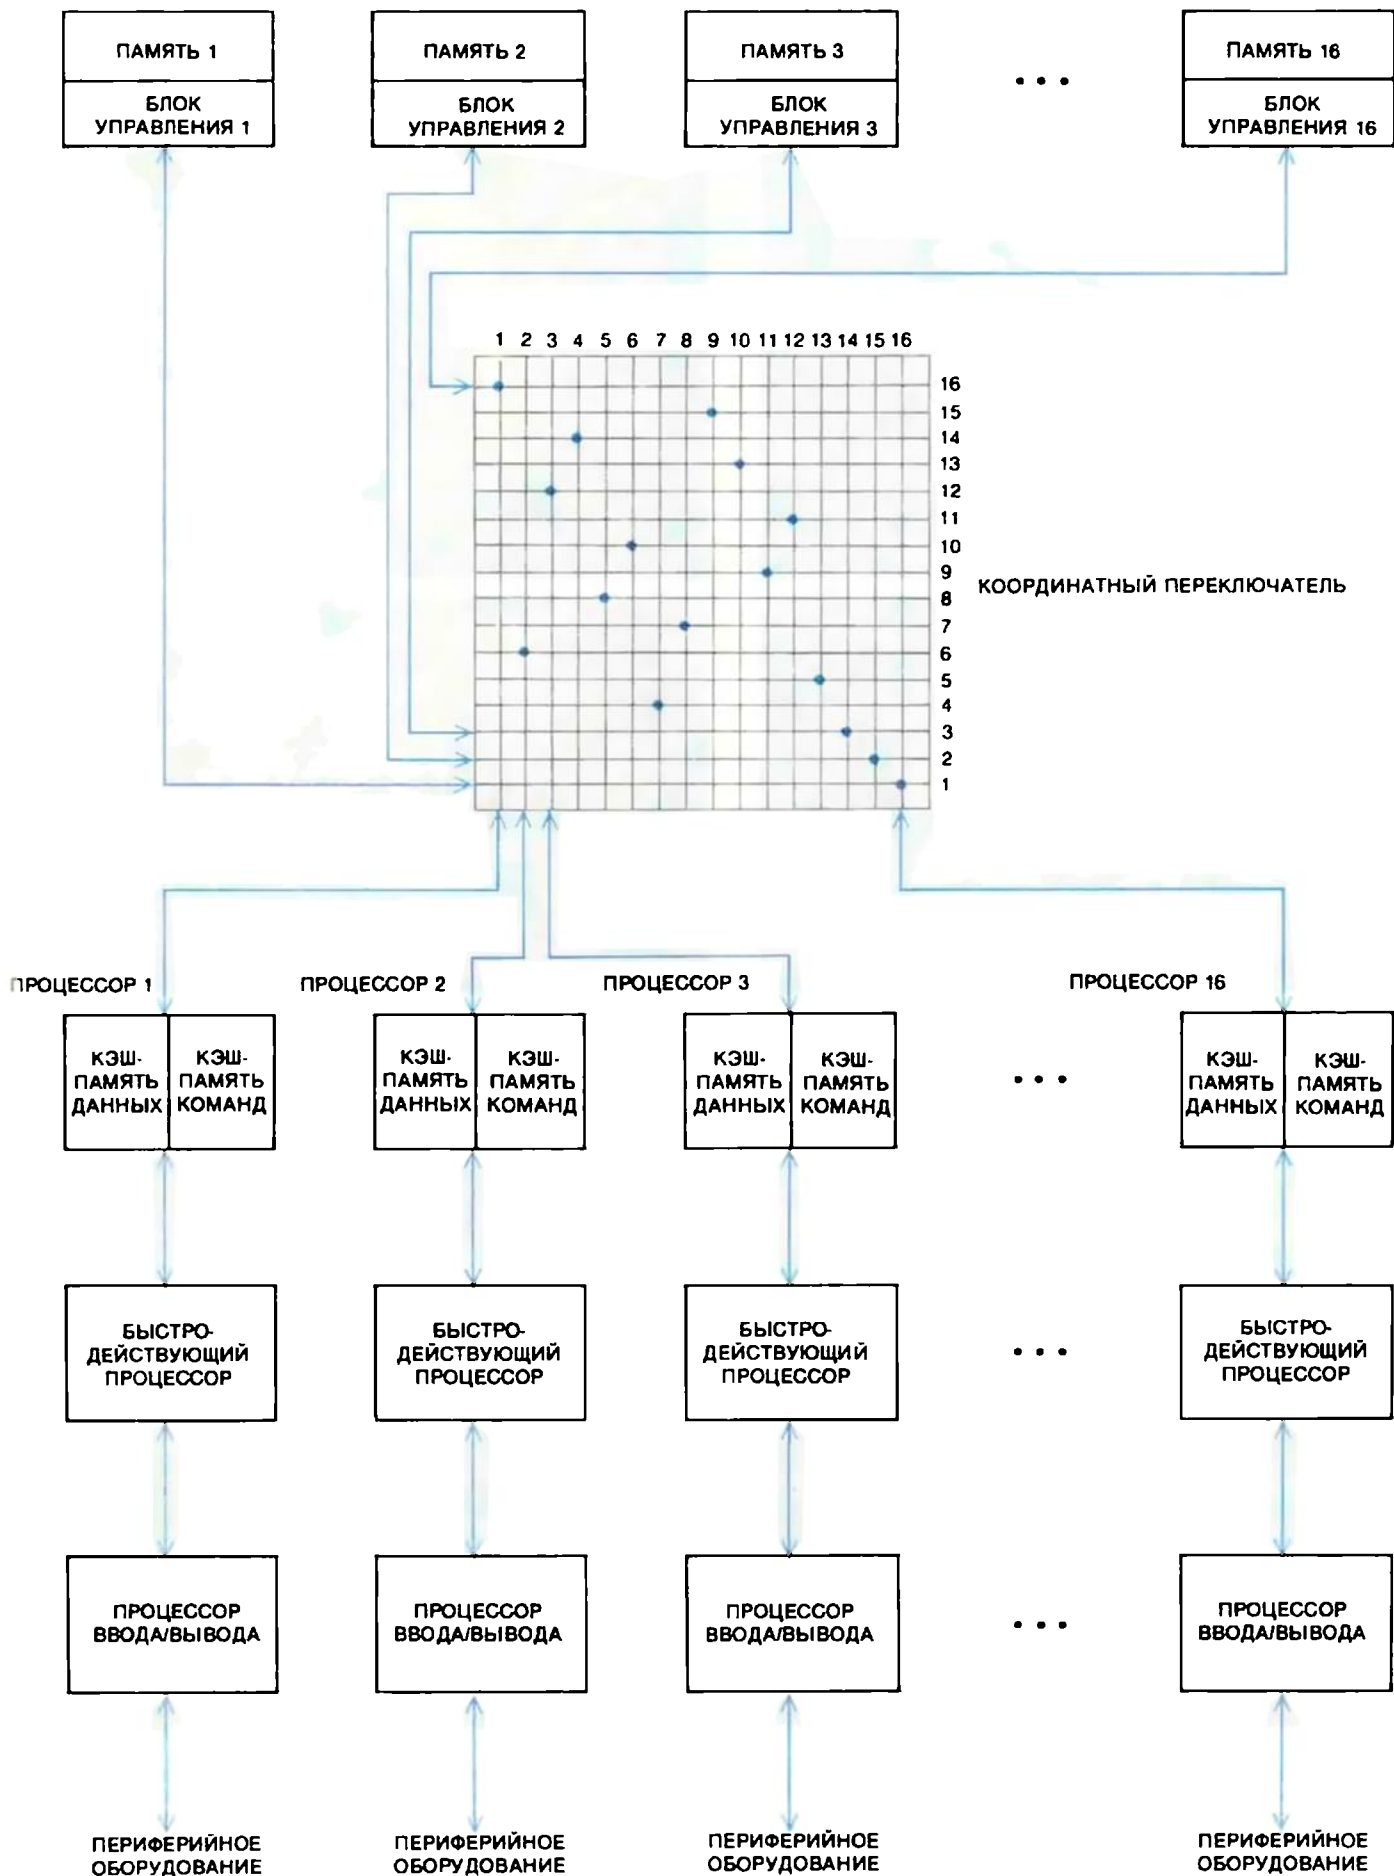 ПАМЯТЬ 1
БЛОК
УПРАВЛЕНИЯ 1
ПАМЯТЬ 2
БЛОК
УПРАВЛЕНИЯ 2
ПАМЯТЬ 3
БЛОК
УПРАВЛЕНИЯ 3
• • •
ПАМЯТЬ 16
БЛОК
УПРАВЛЕНИЯ 16
1 2 3 4 5 6 7 8 9 10 11 12 13 14 15 16
16
15
14
13
12
11
10
9
8
7
6
5
4
3
2
1
КООРДИНАТНЫЙ ПЕРЕКЛЮЧАТЕЛЬ
ПРОЦЕССОР 1
ПРОЦЕССОР 2
ПРОЦЕССОР 3
ПРОЦЕССОР 16
КЭШ-
ПАМЯТЬ
ДАННЫХ
КЭШ-
ПАМЯТЬ
КОМАНД
КЭШ-
ПАМЯТЬ
ДАННЫХ
КЭШ-
ПАМЯТЬ
КОМАНД
КЭШ-
ПАМЯТЬ
ДАННЫХ
КЭШ-
ПАМЯТЬ
КОМАНД
• • •
КЭШ-
ПАМЯТЬ
ДАННЫХ
КЭШ-
ПАМЯТЬ
КОМАНД
БЫСТРО-
ДЕЙСТВУЮЩИЙ
ПРОЦЕССОР
БЫСТРО-
ДЕЙСТВУЮЩИЙ
ПРОЦЕССОР
БЫСТРО-
ДЕЙСТВУЮЩИЙ
ПРОЦЕССОР
• • •
БЫСТРО-
ДЕЙСТВУЮЩИЙ
ПРОЦЕССОР
ПРОЦЕССОР
ВВОДА/ВЫВОДА
ПРОЦЕССОР
ВВОДА/ВЫВОДА
ПРОЦЕССОР
ВВОДА/ВЫВОДА
• • •
ПРОЦЕССОР
ВВОДА/ВЫВОДА
ПЕРИФЕРИЙНОЕ
ОБОРУДОВАНИЕ
ПЕРИФЕРИЙНОЕ
ОБОРУДОВАНИЕ
ПЕРИФЕРИЙНОЕ
ОБОРУДОВАНИЕ
ПЕРИФЕРИЙНОЕ
ОБОРУДОВАНИЕ